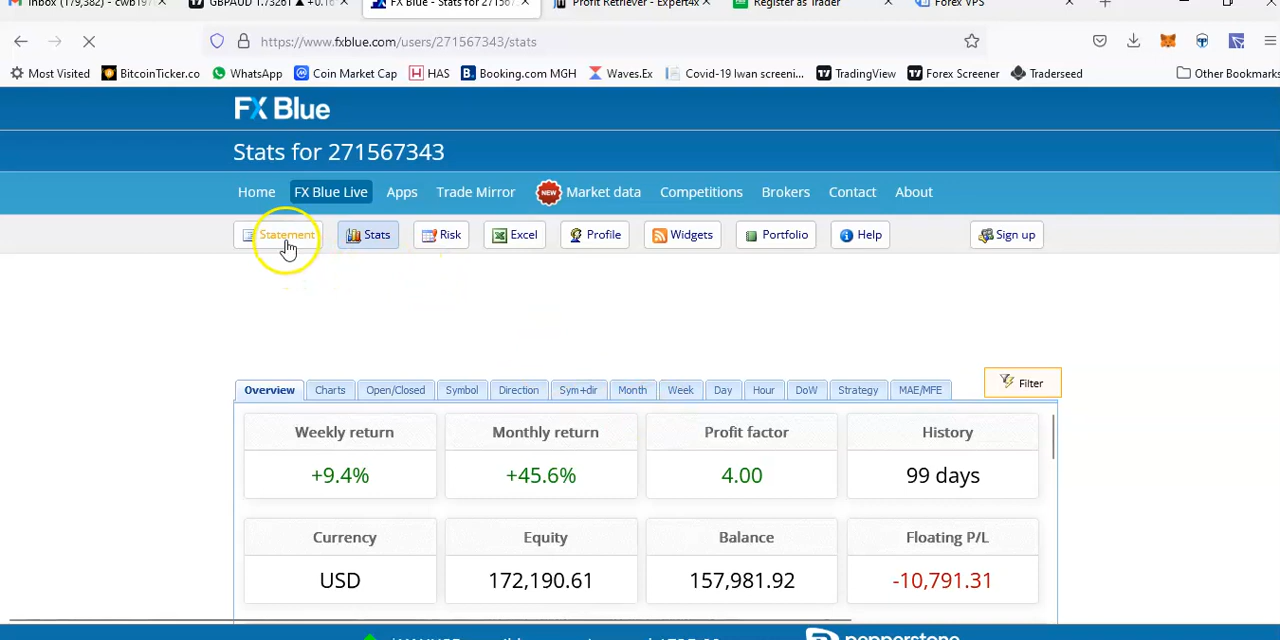 Inbox (179,382) - cwb197
GBPAUD 1.73261 ▲ +0.16
FX Blue - Stats for 271567343
Profit Retriever - Expert4x
Register as Trader
Forex VPS
https://www.fxblue.com/users/271567343/stats
Most Visited BitcoinTicker.co WhatsApp Coin Market Cap HAS Booking.com MGH Waves.Ex Covid-19 Iwan screeni... TradingView Forex Screener Traderseed Other Bookmarks
FX Blue
Stats for 271567343
Home FX Blue Live Apps Trade Mirror NEW Market data Competitions Brokers Contact About
Statement Stats Risk Excel Profile Widgets Portfolio Help Sign up
Filter
Overview Charts Open/Closed Symbol Direction Sym+dir Month Week Day Hour DoW Strategy MAE/MFE
Weekly return Monthly return Profit factor History
+9.4% +45.6% 4.00 99 days
Currency Equity Balance Floating P/L
USD 172,190.61 157,981.92 -10,791.31
pepperstone